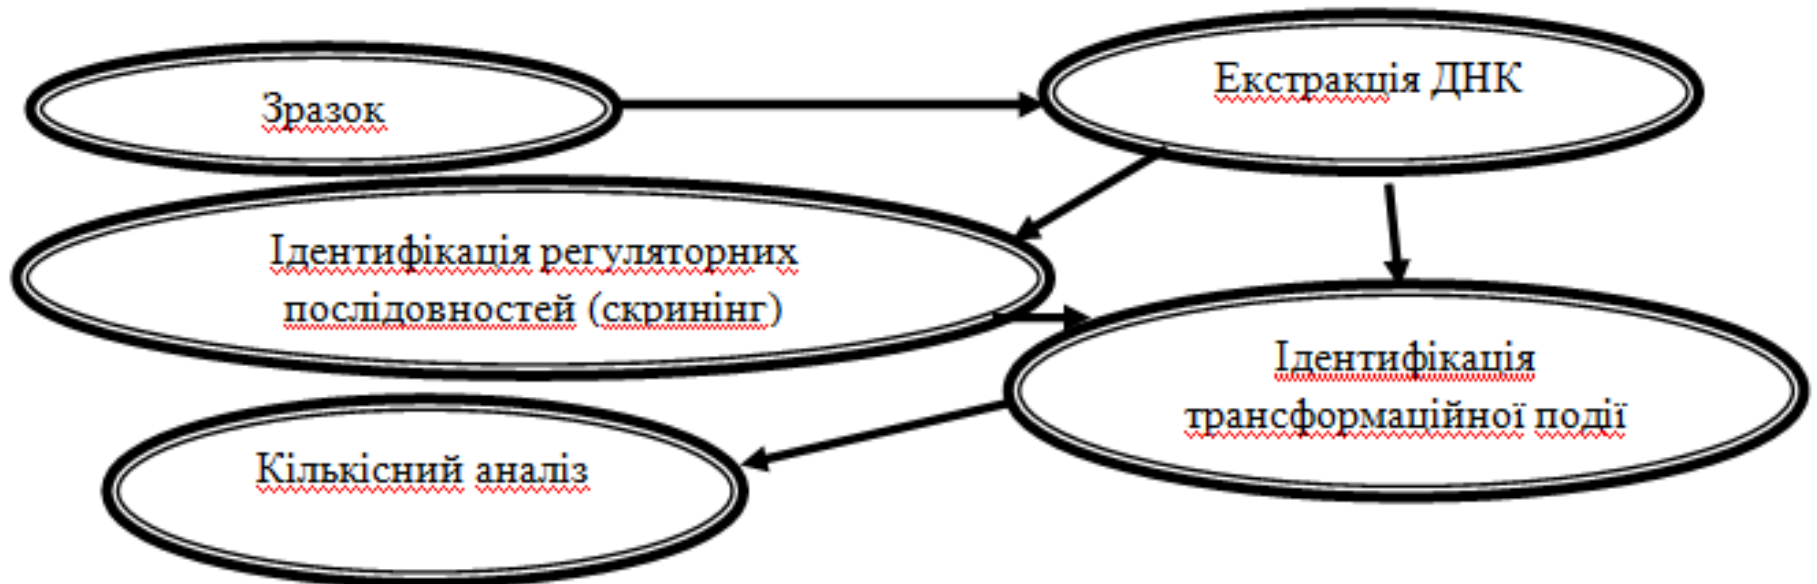 Зразок
Екстракція ДНК
Ідентифікація регуляторних
послідовностей (скринінг)
Ідентифікація
трансформаційної події
Кількісний аналіз